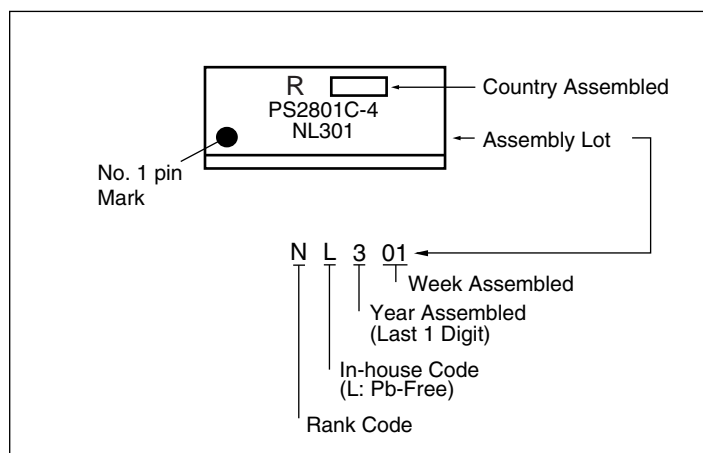 R
Country Assembled
PS2801C-4
NL301
Assembly Lot
No. 1 pin
Mark
N L 3 01
Week Assembled
Year Assembled
(Last 1 Digit)
In-house Code
(L: Pb-Free)
Rank Code